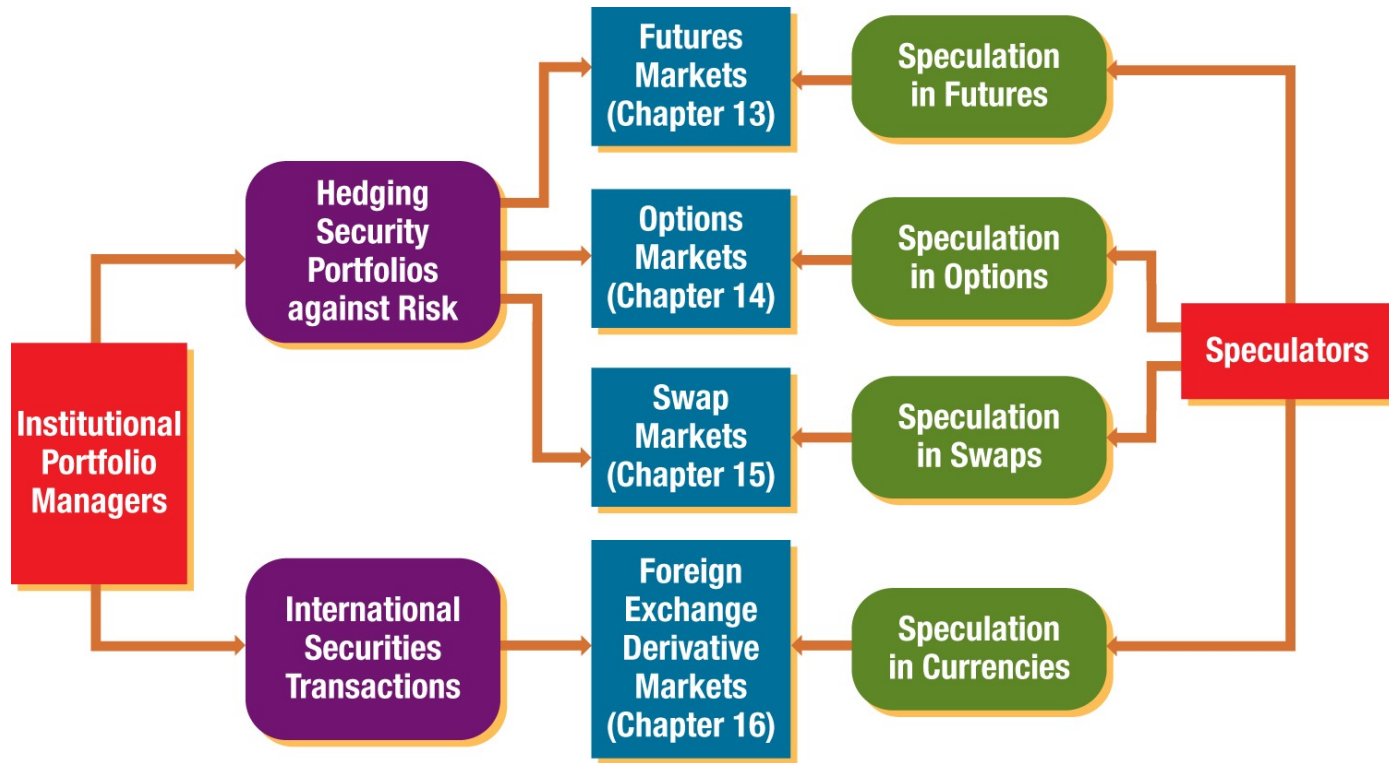 Futures
Markets
(Chapter 13)
Speculation
in Futures
Hedging
Security
Portfolios
against Risk
Options
Markets
(Chapter 14)
Speculation
in Options
Speculators
Institutional
Portfolio
Managers
Swap
Markets
(Chapter 15)
Speculation
in Swaps
International
Securities
Transactions
Foreign
Exchange
Derivative
Markets
(Chapter 16)
Speculation
in Currencies